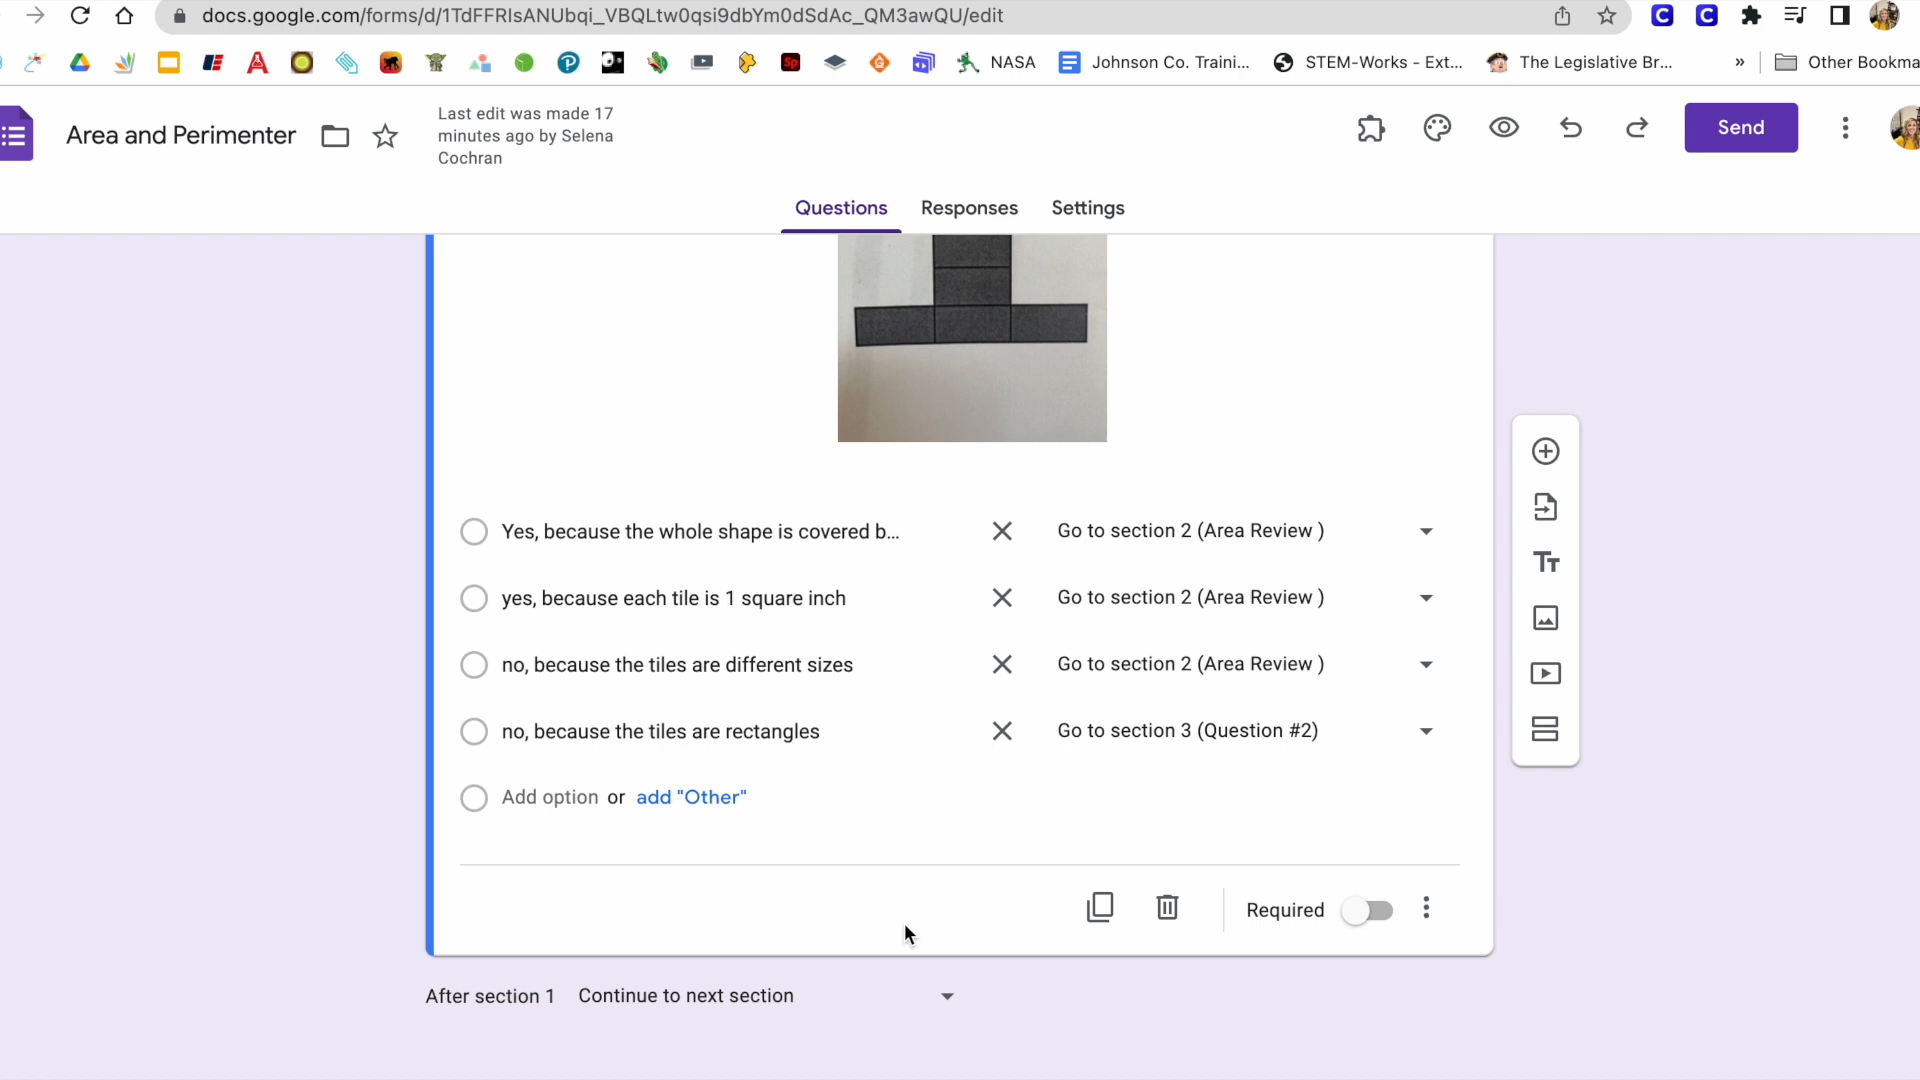 docs.google.com/forms/d/1TdFFRIsANUbqi_VBQLtw0qsi9dbYm0dSdAc_QM3awQU/edit
NASA Johnson Co. Traini... STEM-Works - Ext... The Legislative Br... » Other Bookma
Area and Perimenter
Last edit was made 17
minutes ago by Selena
Cochran
Send
Questions Responses Settings
Yes, because the whole shape is covered b... Go to section 2 (Area Review )
yes, because each tile is 1 square inch Go to section 2 (Area Review )
no, because the tiles are different sizes Go to section 2 (Area Review )
no, because the tiles are rectangles Go to section 3 (Question #2)
Add option or add "Other"
Required
After section 1 Continue to next section